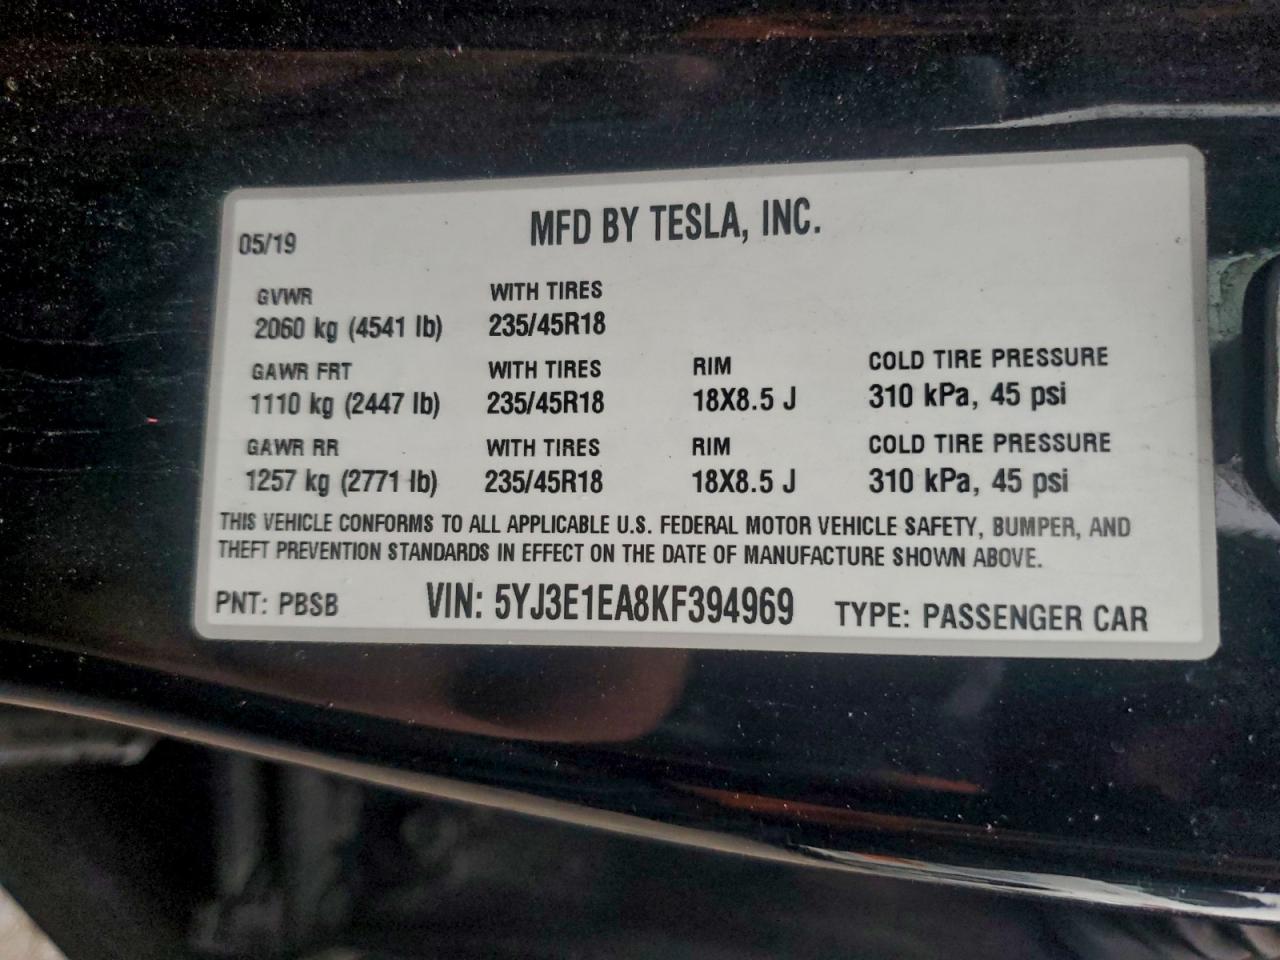 MFD BY TESLA, INC.
05/19
GVWR WITH TIRES
2060 kg (4541 lb) 235/45R18
GAWR FRT WITH TIRES RIM COLD TIRE PRESSURE
1110 kg (2447 lb) 235/45R18 18X8.5 J 310 kPa, 45 psi
GAWR RR WITH TIRES RIM COLD TIRE PRESSURE
1257 kg (2771 lb) 235/45R18 18X8.5 J 310 kPa, 45 psi
THIS VEHICLE CONFORMS TO ALL APPLICABLE U.S. FEDERAL MOTOR VEHICLE SAFETY, BUMPER, AND
THEFT PREVENTION STANDARDS IN EFFECT ON THE DATE OF MANUFACTURE SHOWN ABOVE.
PNT: PBSB VIN: 5YJ3E1EA8KF394969 TYPE: PASSENGER CAR